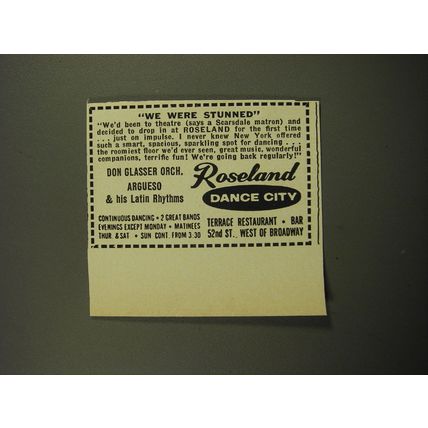 "WE WERE STUNNED"
"We'd been to theatre (says a Scarsdale matron) and
decided to drop in at ROSELAND for the first time
. . . just on impulse. I never knew New York offered
such a smart, spacious, sparkling spot for dancing . . .
the roomiest floor we'd ever seen, great music, wonderful
companions, terrific fun! We're going back regularly!"
DON GLASSER ORCH.
ARGUESO
& his Latin Rhythms
Roseland
DANCE CITY
CONTINUOUS DANCING • 2 GREAT BANDS
EVENINGS EXCEPT MONDAY • MATINEES
THUR. & SAT. • SUN. CONT. FROM 3:30
TERRACE RESTAURANT • BAR
52nd ST., WEST OF BROADWAY